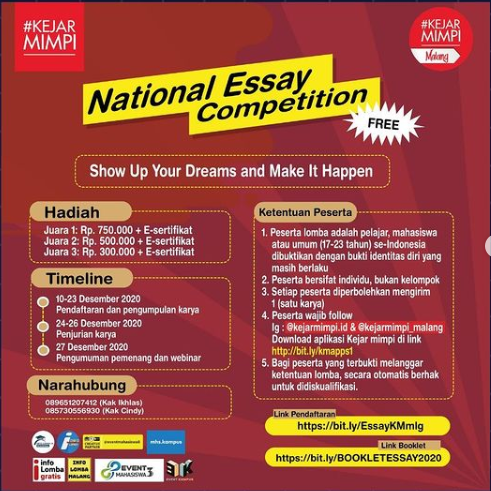 #KEJAR
MIMPI
#KEJAR
MIMPI
Malang
National Essay
Competition
FREE
Show Up Your Dreams and Make It Happen
Hadiah
Juara 1: Rp. 750.000 + E-sertifikat
Juara 2: Rp. 500.000 + E-sertifikat
Juara 3: Rp. 300.000 + E-sertifikat
Timeline
10-23 Desember 2020
Pendaftaran dan pengumpulan karya
24-26 Desember 2020
Penjurian karya
27 Desember 2020
Pengumuman pemenang dan webinar
Narahubung
089651207412 (Kak Ikhlas)
085730556930 (Kak Cindy)
Ketentuan Peserta
1. Peserta lomba adalah pelajar, mahasiswa
atau umum (17-23 tahun) se-Indonesia
dibuktikan dengan bukti identitas diri yang
masih berlaku
2. Peserta bersifat individu, bukan kelompok
3. Setiap peserta diperbolehkan mengirim
1 (satu karya)
4. Peserta wajib follow
Ig : @kejarmimpi.id & @kejarmimpi_malang
Download aplikasi Kejar mimpi di link
http://bit.ly/kmapps1
5. Bagi peserta yang terbukti melanggar
ketentuan lomba, secara otomatis berhak
untuk didiskualifikasi.
Link Pendaftaran
https://bit.ly/EssayKMmlg
Link Booklet
https://bit.ly/BOOKLETESSAY2020
mhs.kampus
info
Lomba
gratis
INFO
LOMBA
MALANG
EVENT
MAHASISWA